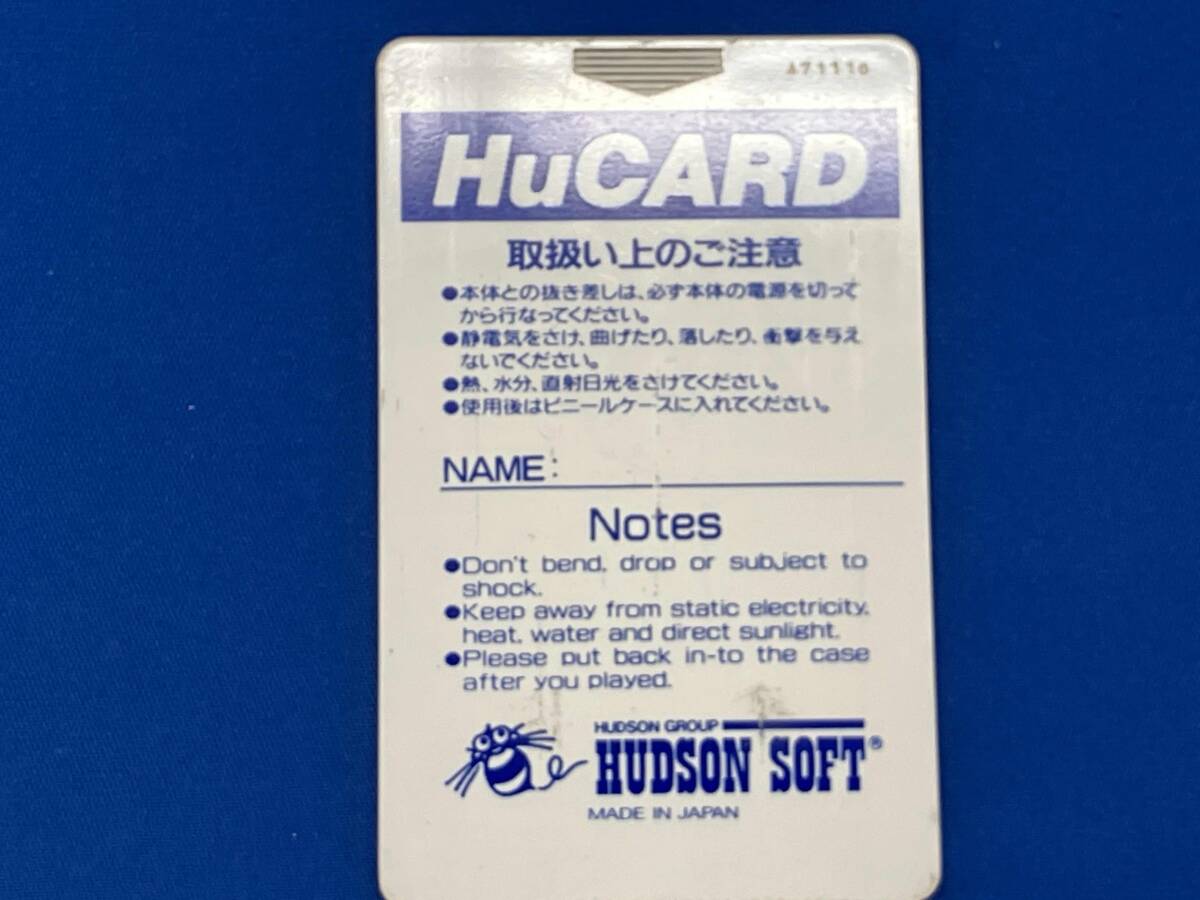 A71116
HuCARD
取扱い上のご注意
●本体との抜き差しは、必ず本体の電源を切って
から行なってください。
●静電気をさけ、曲げたり、落したり、衝撃を与え
ないでください。
●熱、水分、直射日光をさけてください。
●使用後はビニールケースに入れてください。
NAME:
Notes
●Don't bend, drop or subject to
shock.
●Keep away from static electricity,
heat, water and direct sunlight.
●Please put back in-to the case
after you played.
HUDSON GROUP
HUDSON SOFT®
MADE IN JAPAN